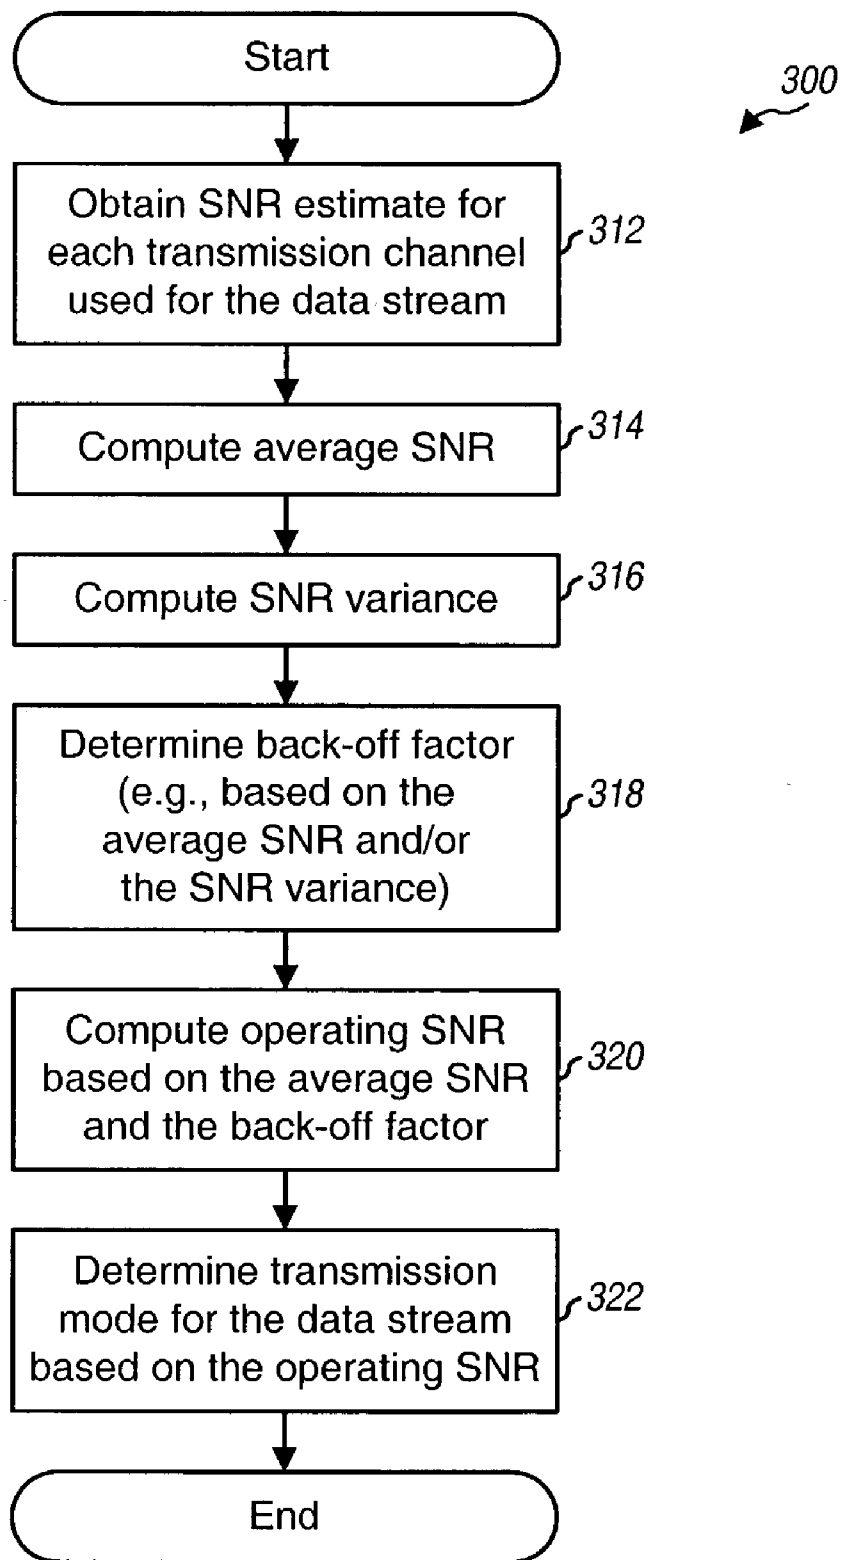 Start
300
Obtain SNR estimate for
each transmission channel
used for the data stream
312
Compute average SNR
314
Compute SNR variance
316
Determine back-off factor
(e.g., based on the
average SNR and/or
the SNR variance)
318
Compute operating SNR
based on the average SNR
and the back-off factor
320
Determine transmission
mode for the data stream
based on the operating SNR
322
End